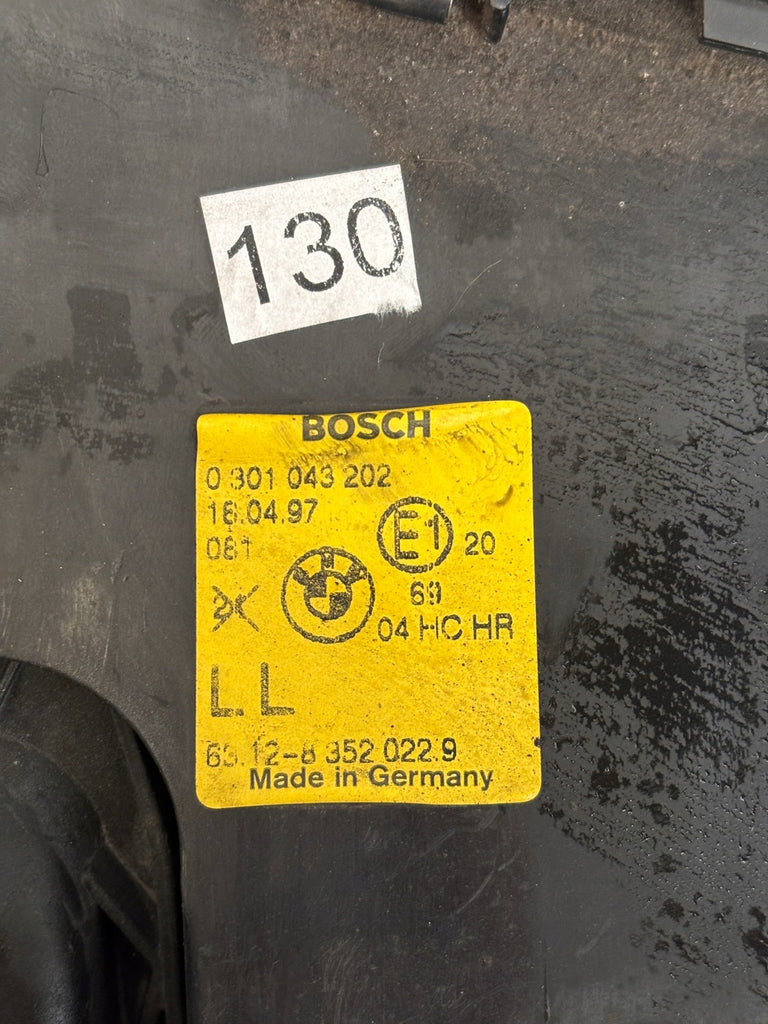 130
BOSCH
0 301 043 202
18.04.97
081
E1 20
69
04 HC HR
LL
63.12-8 352 022.9
Made in Germany